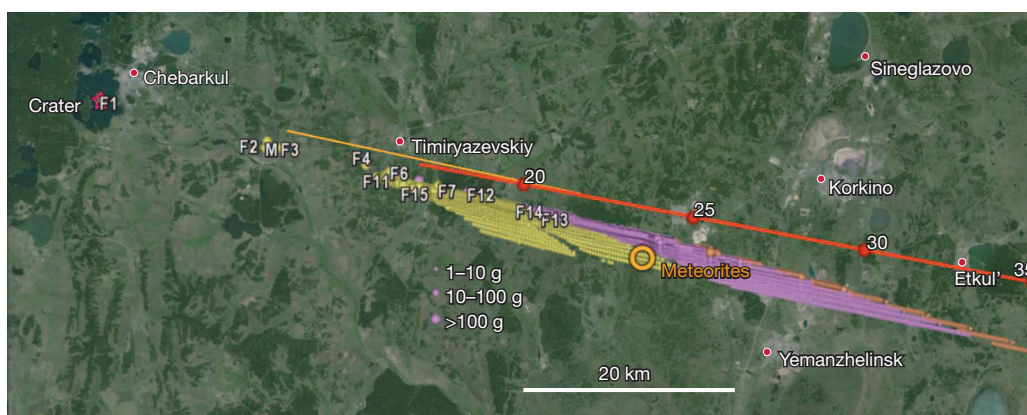 Sineglazovo
Chebarkul
Crater
F1
Timiryazevskiy
F2
M
F3
F4
F6
F11
F15
F7
F12
20
Korkino
F14
F13
25
30
Meteorites
Etkul’
35
1–10 g
10–100 g
>100 g
Yemanzhelinsk
20 km